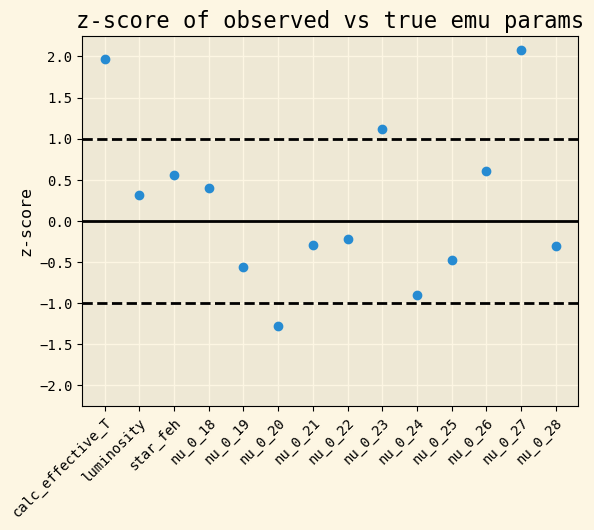 z-score of observed vs true emu params
z-score
2.0
1.5
1.0
0.5
0.0
−0.5
−1.0
−1.5
−2.0
calc_effective_T
luminosity
star_feh
nu_0_18
nu_0_19
nu_0_20
nu_0_21
nu_0_22
nu_0_23
nu_0_24
nu_0_25
nu_0_26
nu_0_27
nu_0_28